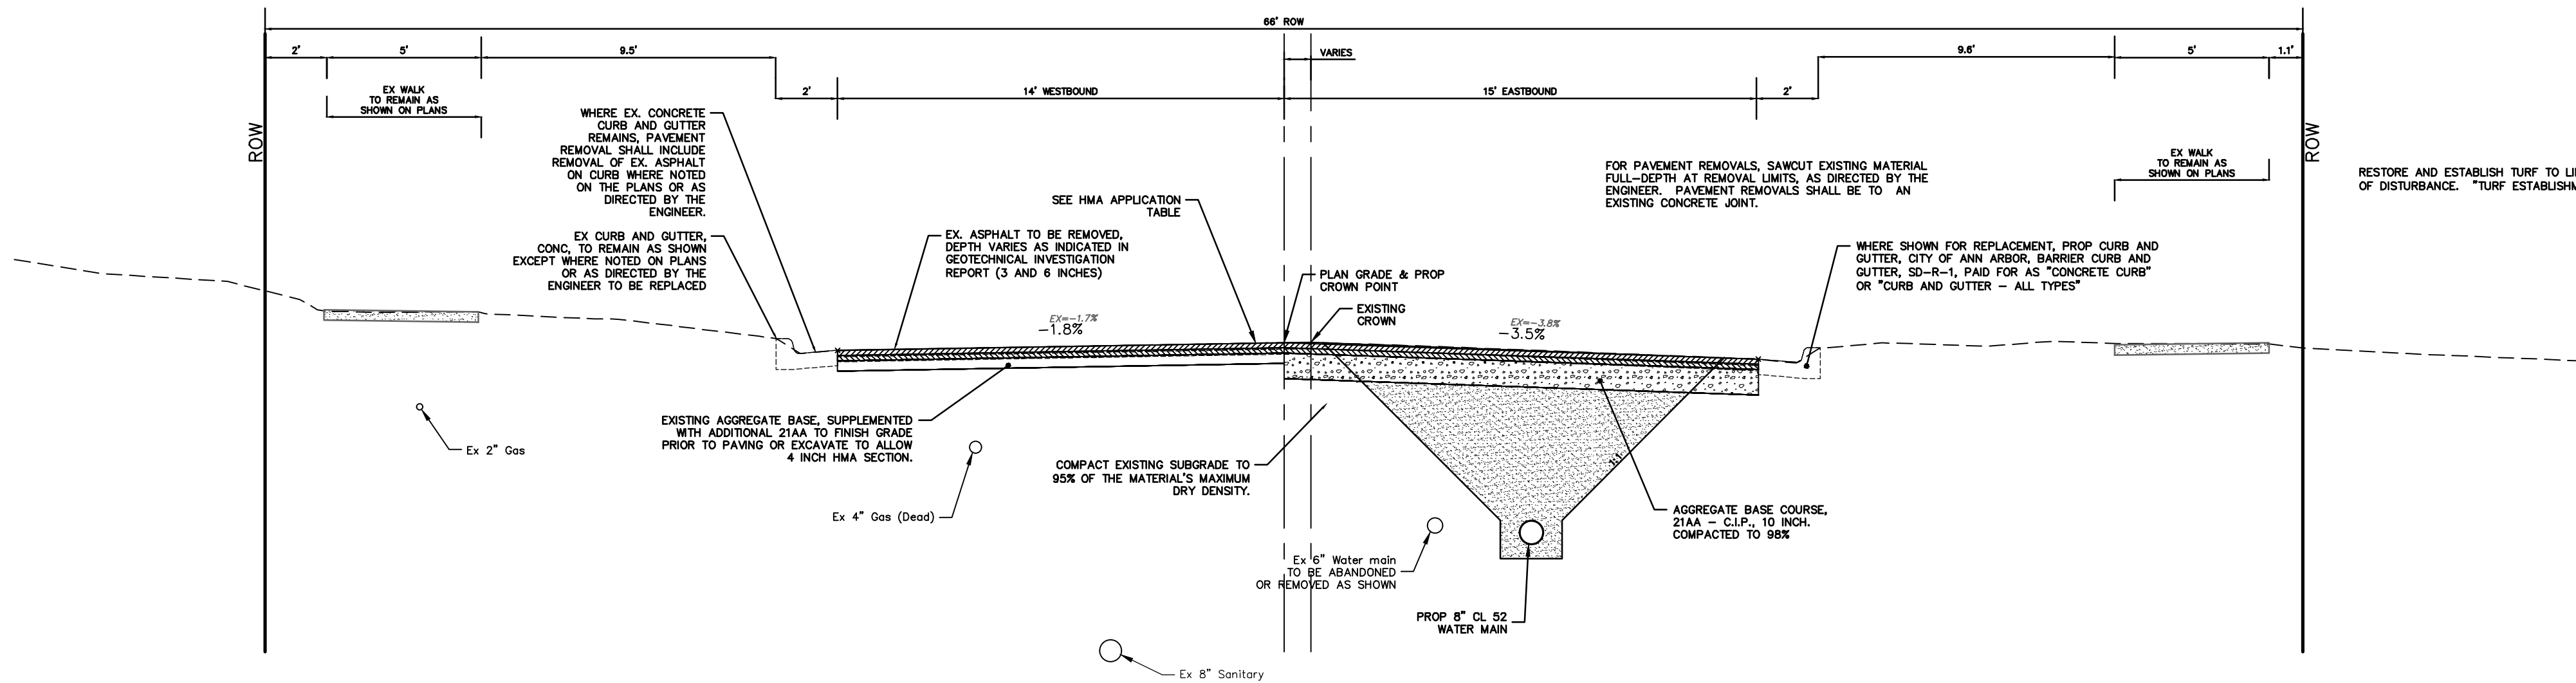 66' ROW
2'
5'
9.5'
VARIES
9.6'
5'
1.1'
2'
14' WESTBOUND
15' EASTBOUND
2'
EX WALK
TO REMAIN AS
SHOWN ON PLANS
ROW
WHERE EX. CONCRETE
CURB AND GUTTER
REMAINS, PAVEMENT
REMOVAL SHALL INCLUDE
REMOVAL OF EX. ASPHALT
ON CURB WHERE NOTED
ON THE PLANS OR AS
DIRECTED BY THE
ENGINEER.
EX CURB AND GUTTER,
CONC, TO REMAIN AS SHOWN
EXCEPT WHERE NOTED ON PLANS
OR AS DIRECTED BY THE
ENGINEER TO BE REPLACED
EX. ASPHALT TO BE REMOVED,
DEPTH VARIES AS INDICATED IN
GEOTECHNICAL INVESTIGATION
REPORT (3 AND 6 INCHES)
SEE HMA APPLICATION
TABLE
PLAN GRADE & PROP
CROWN POINT
EXISTING
CROWN
FOR PAVEMENT REMOVALS, SAWCUT EXISTING MATERIAL
FULL-DEPTH AT REMOVAL LIMITS, AS DIRECTED BY THE
ENGINEER.  PAVEMENT REMOVALS SHALL BE TO  AN
EXISTING CONCRETE JOINT.
WHERE SHOWN FOR REPLACEMENT, PROP CURB AND
GUTTER, CITY OF ANN ARBOR, BARRIER CURB AND
GUTTER, SD-R-1, PAID FOR AS "CONCRETE CURB"
OR "CURB AND GUTTER - ALL TYPES"
EX WALK
TO REMAIN AS
SHOWN ON PLANS
ROW
RESTORE AND ESTABLISH TURF TO
OF DISTURBANCE.  "TURF
EX=-1.7%
-1.8%
EX=-3.8%
-3.5%
Ex 2" Gas
EXISTING AGGREGATE BASE, SUPPLEMENTED
WITH ADDITIONAL 21AA TO FINISH GRADE
PRIOR TO PAVING OR EXCAVATE TO ALLOW
4 INCH HMA SECTION.
Ex 4" Gas (Dead)
COMPACT EXISTING SUBGRADE TO
95% OF THE MATERIAL'S MAXIMUM
DRY DENSITY.
1:1
AGGREGATE BASE COURSE,
21AA - C.I.P., 10 INCH.
COMPACTED TO 98%
Ex 6" Water main
TO BE ABANDONED
OR REMOVED AS SHOWN
PROP 8" CL 52
WATER MAIN
Ex 8" Sanitary